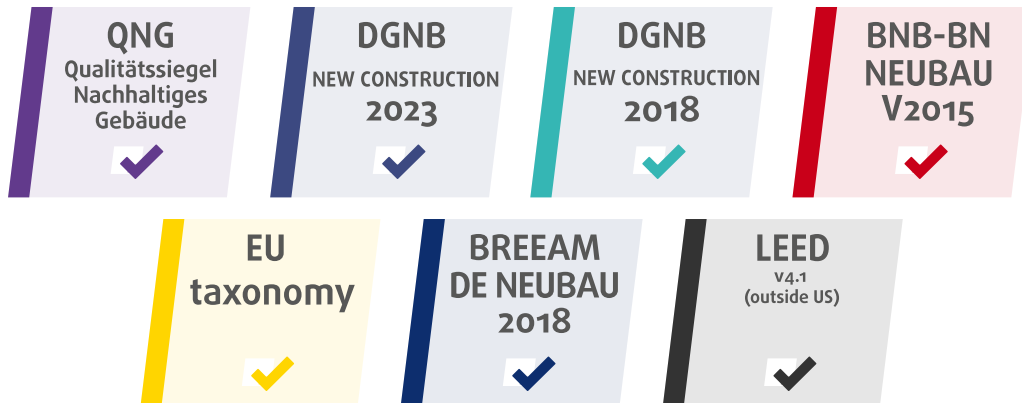 QNG
Qualitätssiegel
Nachhaltiges
Gebäude
DGNB
NEW CONSTRUCTION
2023
DGNB
NEW CONSTRUCTION
2018
BNB-BN
NEUBAU
V2015
EU
taxonomy
BREEAM
DE NEUBAU
2018
LEED
v4.1
(outside US)